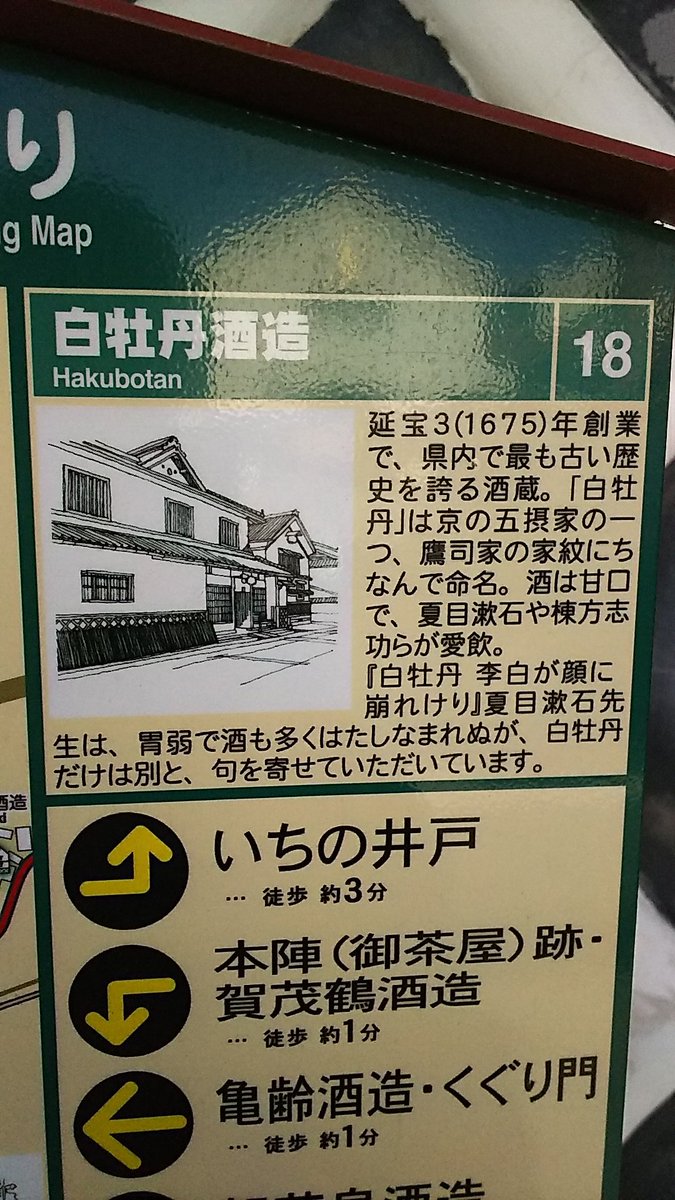 り
g Map
白牡丹酒造
Hakubotan
18
延宝3(1675)年創業
で、県内で最も古い歴
史を誇る酒蔵。「白牡
丹」は京の五摂家の一
つ、鷹司家の家紋にち
なんで命名。酒は甘口
で、夏目漱石や棟方志
功らが愛飲。
『白牡丹 李白が顔に
崩れけり』夏目漱石先
生は、胃弱で酒も多くはたしなまれぬが、白牡丹
だけは別と、句を寄せていただいています。
酒造
いちの井戸
… 徒歩 約3分
本陣(御茶屋)跡・
賀茂鶴酒造
… 徒歩 約1分
亀齢酒造・くぐり門
… 徒歩 約1分